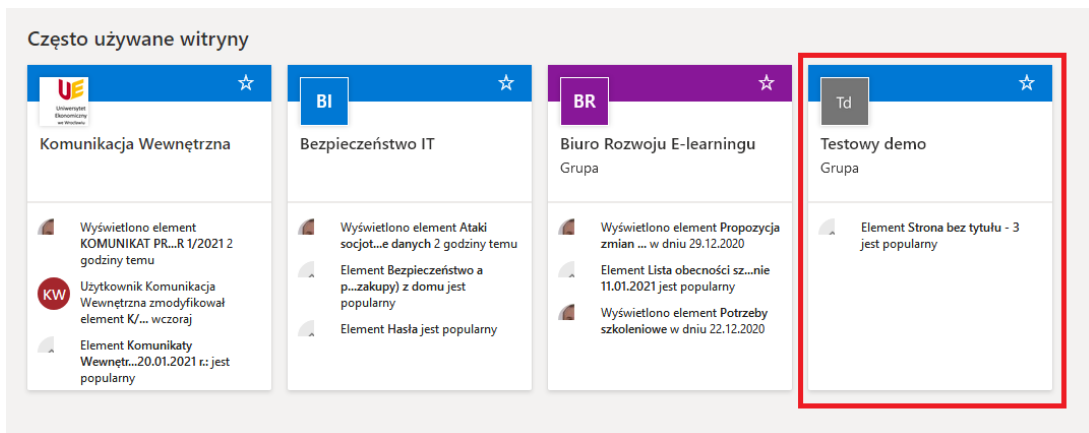 Często używane witryny
UE
Uniwersytet
Ekonomiczny
we Wrocławiu
Komunikacja Wewnętrzna
Wyświetlono element
KOMUNIKAT PR...R 1/2021 2
godziny temu
KW
Użytkownik Komunikacja
Wewnętrzna zmodyfikował
element K/... wczoraj
Element Komunikaty
Wewnętr...20.01.2021 r.: jest
popularny
BI
Bezpieczeństwo IT
Wyświetlono element Ataki
socjot...e danych 2 godziny temu
Element Bezpieczeństwo a
p...zakupy) z domu jest
popularny
Element Hasła jest popularny
BR
Biuro Rozwoju E-learningu
Grupa
Wyświetlono element Propozycja
zmian ... w dniu 29.12.2020
Element Lista obecności sz...nie
11.01.2021 jest popularny
Wyświetlono element Potrzeby
szkoleniowe w dniu 22.12.2020
Td
Testowy demo
Grupa
Element Strona bez tytułu - 3
jest popularny